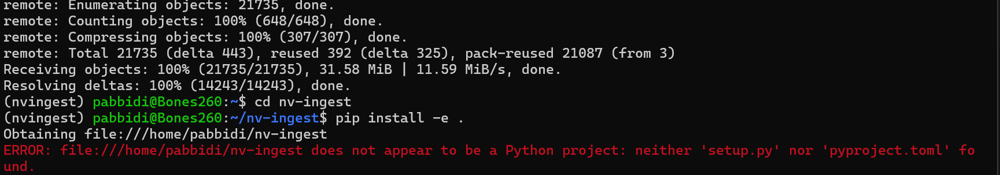 remote: Enumerating objects: 21735, done.
remote: Counting objects: 100% (648/648), done.
remote: Compressing objects: 100% (307/307), done.
remote: Total 21735 (delta 443), reused 392 (delta 325), pack-reused 21087 (from 3)
Receiving objects: 100% (21735/21735), 31.58 MiB | 11.59 MiB/s, done.
Resolving deltas: 100% (14243/14243), done.
(nvingest) pabbidi@Bones260:~$ cd nv-ingest
(nvingest) pabbidi@Bones260:~/nv-ingest$ pip install -e .
Obtaining file:///home/pabbidi/nv-ingest
ERROR: file:///home/pabbidi/nv-ingest does not appear to be a Python project: neither 'setup.py' nor 'pyproject.toml' fo
und.